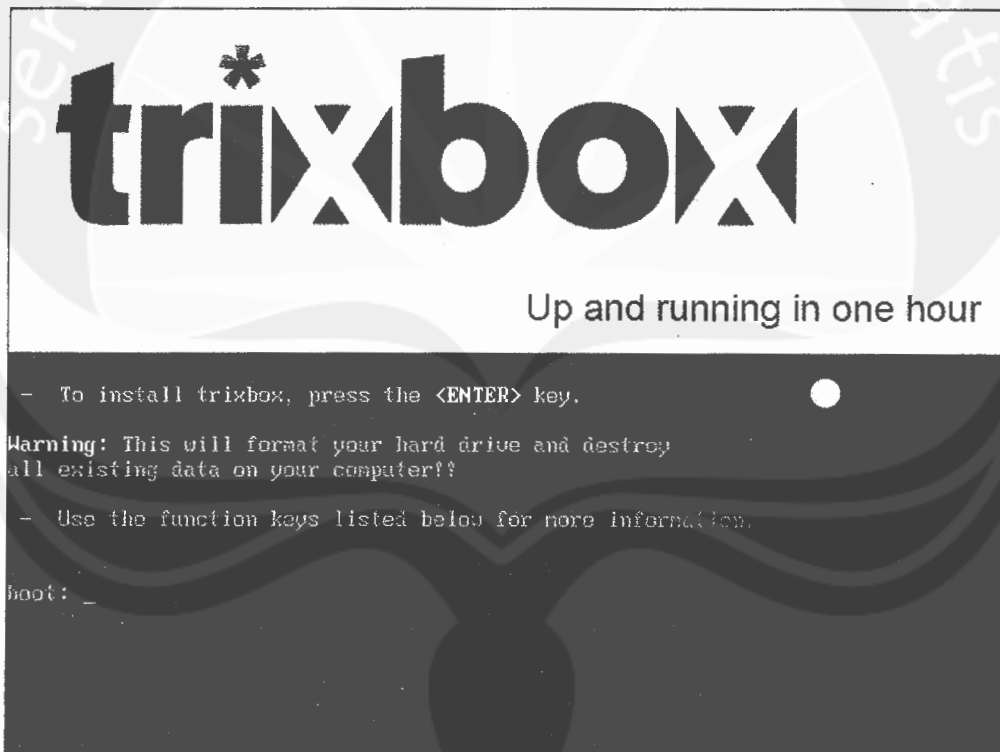 trixbox
Up and running in one hour
- To install trixbox, press the <ENTER> key.
Warning: This will format your hard drive and destroy
all existing data on your computer!!
- Use the function keys listed below for more information.
boot: _